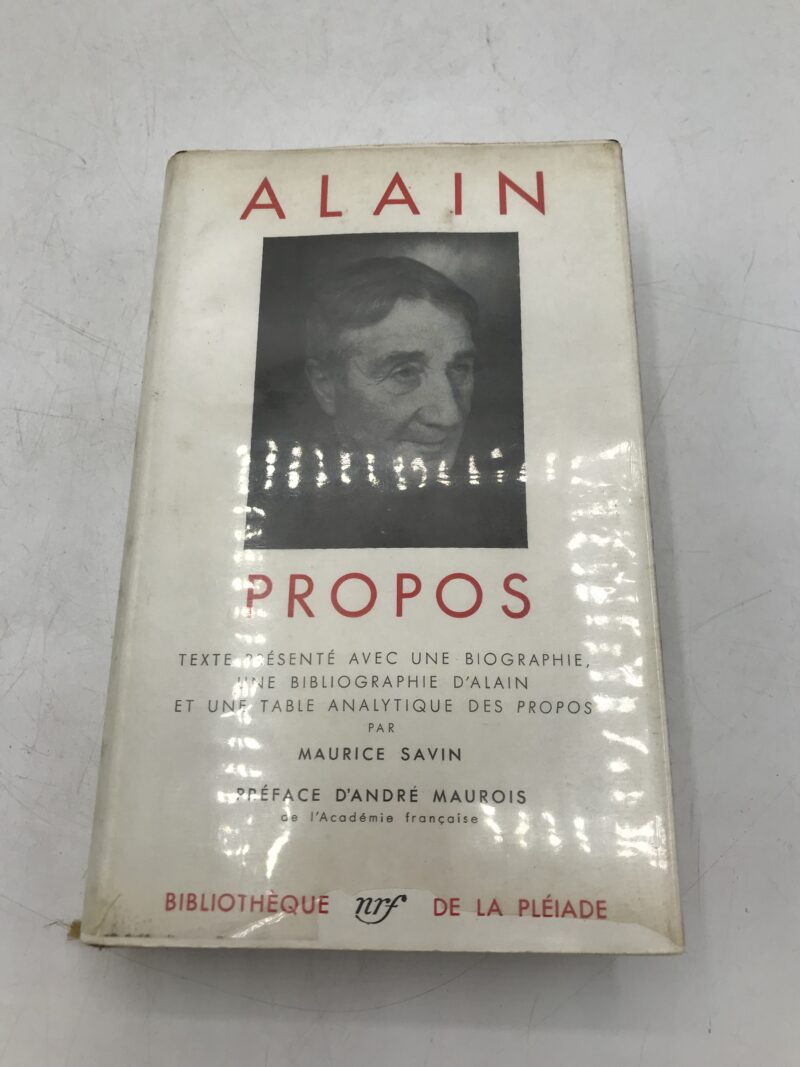 ALAIN
PROPOS
TEXTE PRÉSENTÉ AVEC UNE BIOGRAPHIE,
UNE BIBLIOGRAPHIE D'ALAIN
ET UNE TABLE ANALYTIQUE DES PROPOS
PAR
MAURICE SAVIN
PRÉFACE D'ANDRÉ MAUROIS
de l'Académie française
BIBLIOTHÈQUE nrf DE LA PLÉIADE